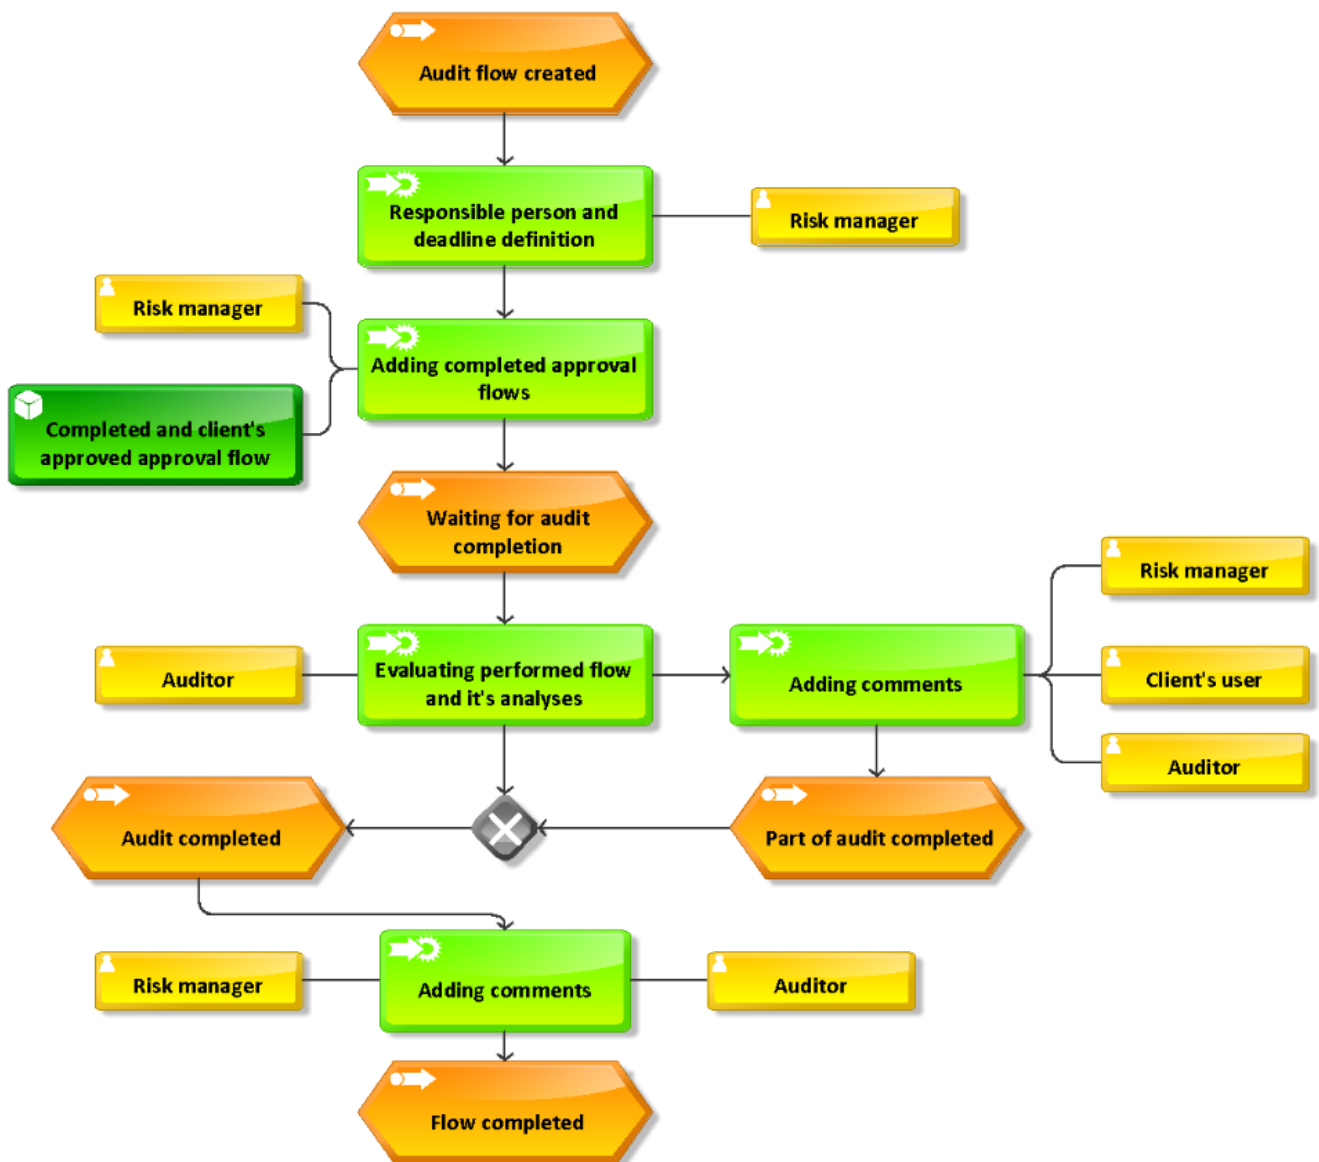 Audit flow created
Responsible person and
deadline definition
Risk manager
Risk manager
Adding completed approval
flows
Completed and client's
approved approval flow
Waiting for audit
completion
Risk manager
Auditor
Evaluating performed flow
and it's analyses
Adding comments
Client's user
Auditor
Audit completed
Part of audit completed
Risk manager
Adding comments
Auditor
Flow completed